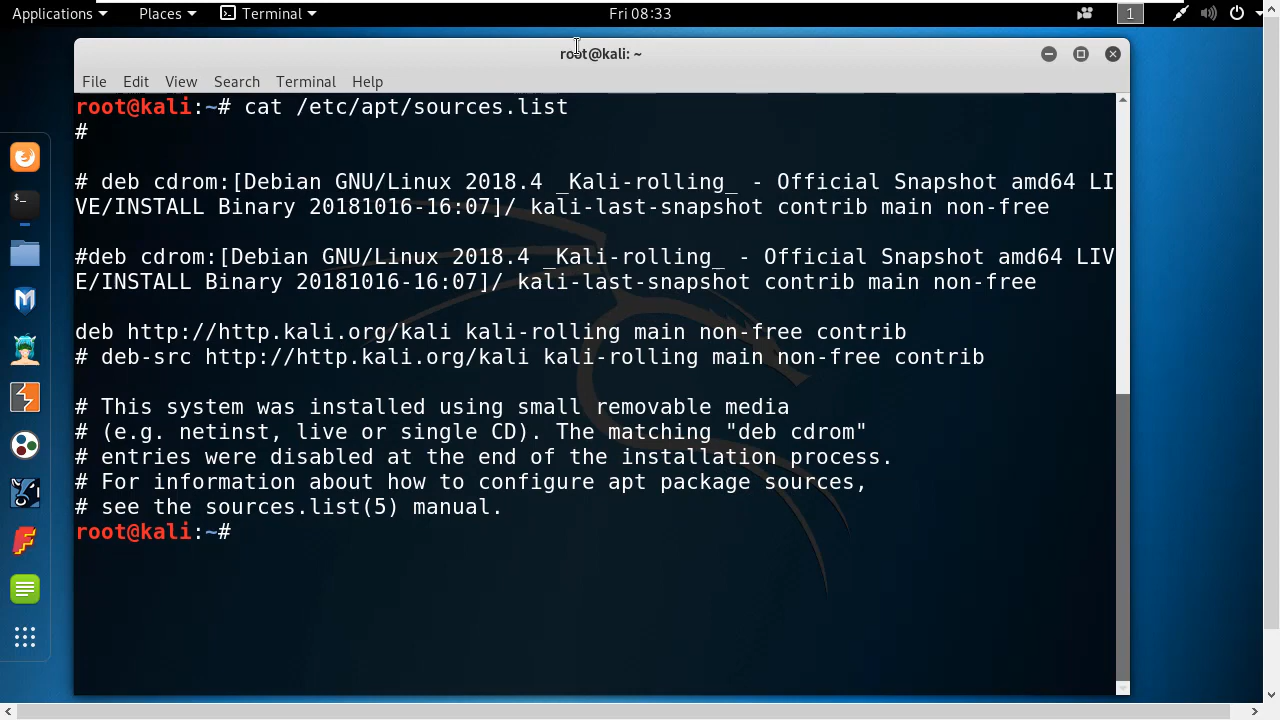 Applications Places Terminal Fri 08:33 1
root@kali: ~
File Edit View Search Terminal Help
root@kali:~# cat /etc/apt/sources.list
#
# deb cdrom:[Debian GNU/Linux 2018.4 _Kali-rolling_ - Official Snapshot amd64 LI
VE/INSTALL Binary 20181016-16:07]/ kali-last-snapshot contrib main non-free
#deb cdrom:[Debian GNU/Linux 2018.4 _Kali-rolling_ - Official Snapshot amd64 LIV
E/INSTALL Binary 20181016-16:07]/ kali-last-snapshot contrib main non-free
deb http://http.kali.org/kali kali-rolling main non-free contrib
# deb-src http://http.kali.org/kali kali-rolling main non-free contrib
# This system was installed using small removable media
# (e.g. netinst, live or single CD). The matching "deb cdrom"
# entries were disabled at the end of the installation process.
# For information about how to configure apt package sources,
# see the sources.list(5) manual.
root@kali:~#